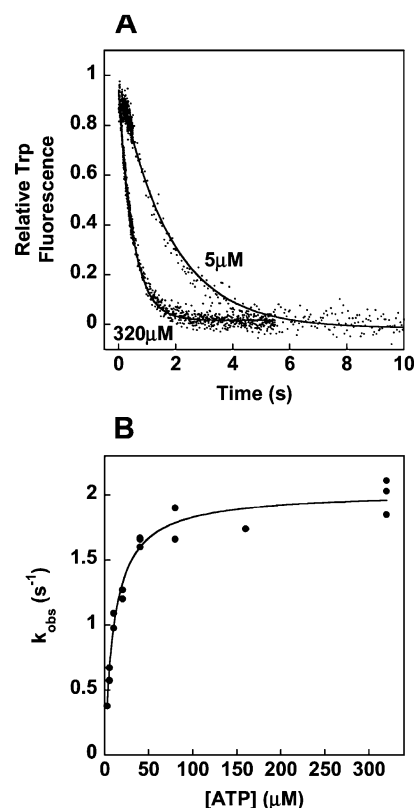 A
Relative Trp
Fluorescence
1
0.8
0.6
0.4
0.2
0
5μM
320μM
0 2 4 6 8 10
Time (s)
B
k_obs (s⁻¹)
2
1.5
1
0.5
0
0 50 100 150 200 250 300
[ATP] (μM)